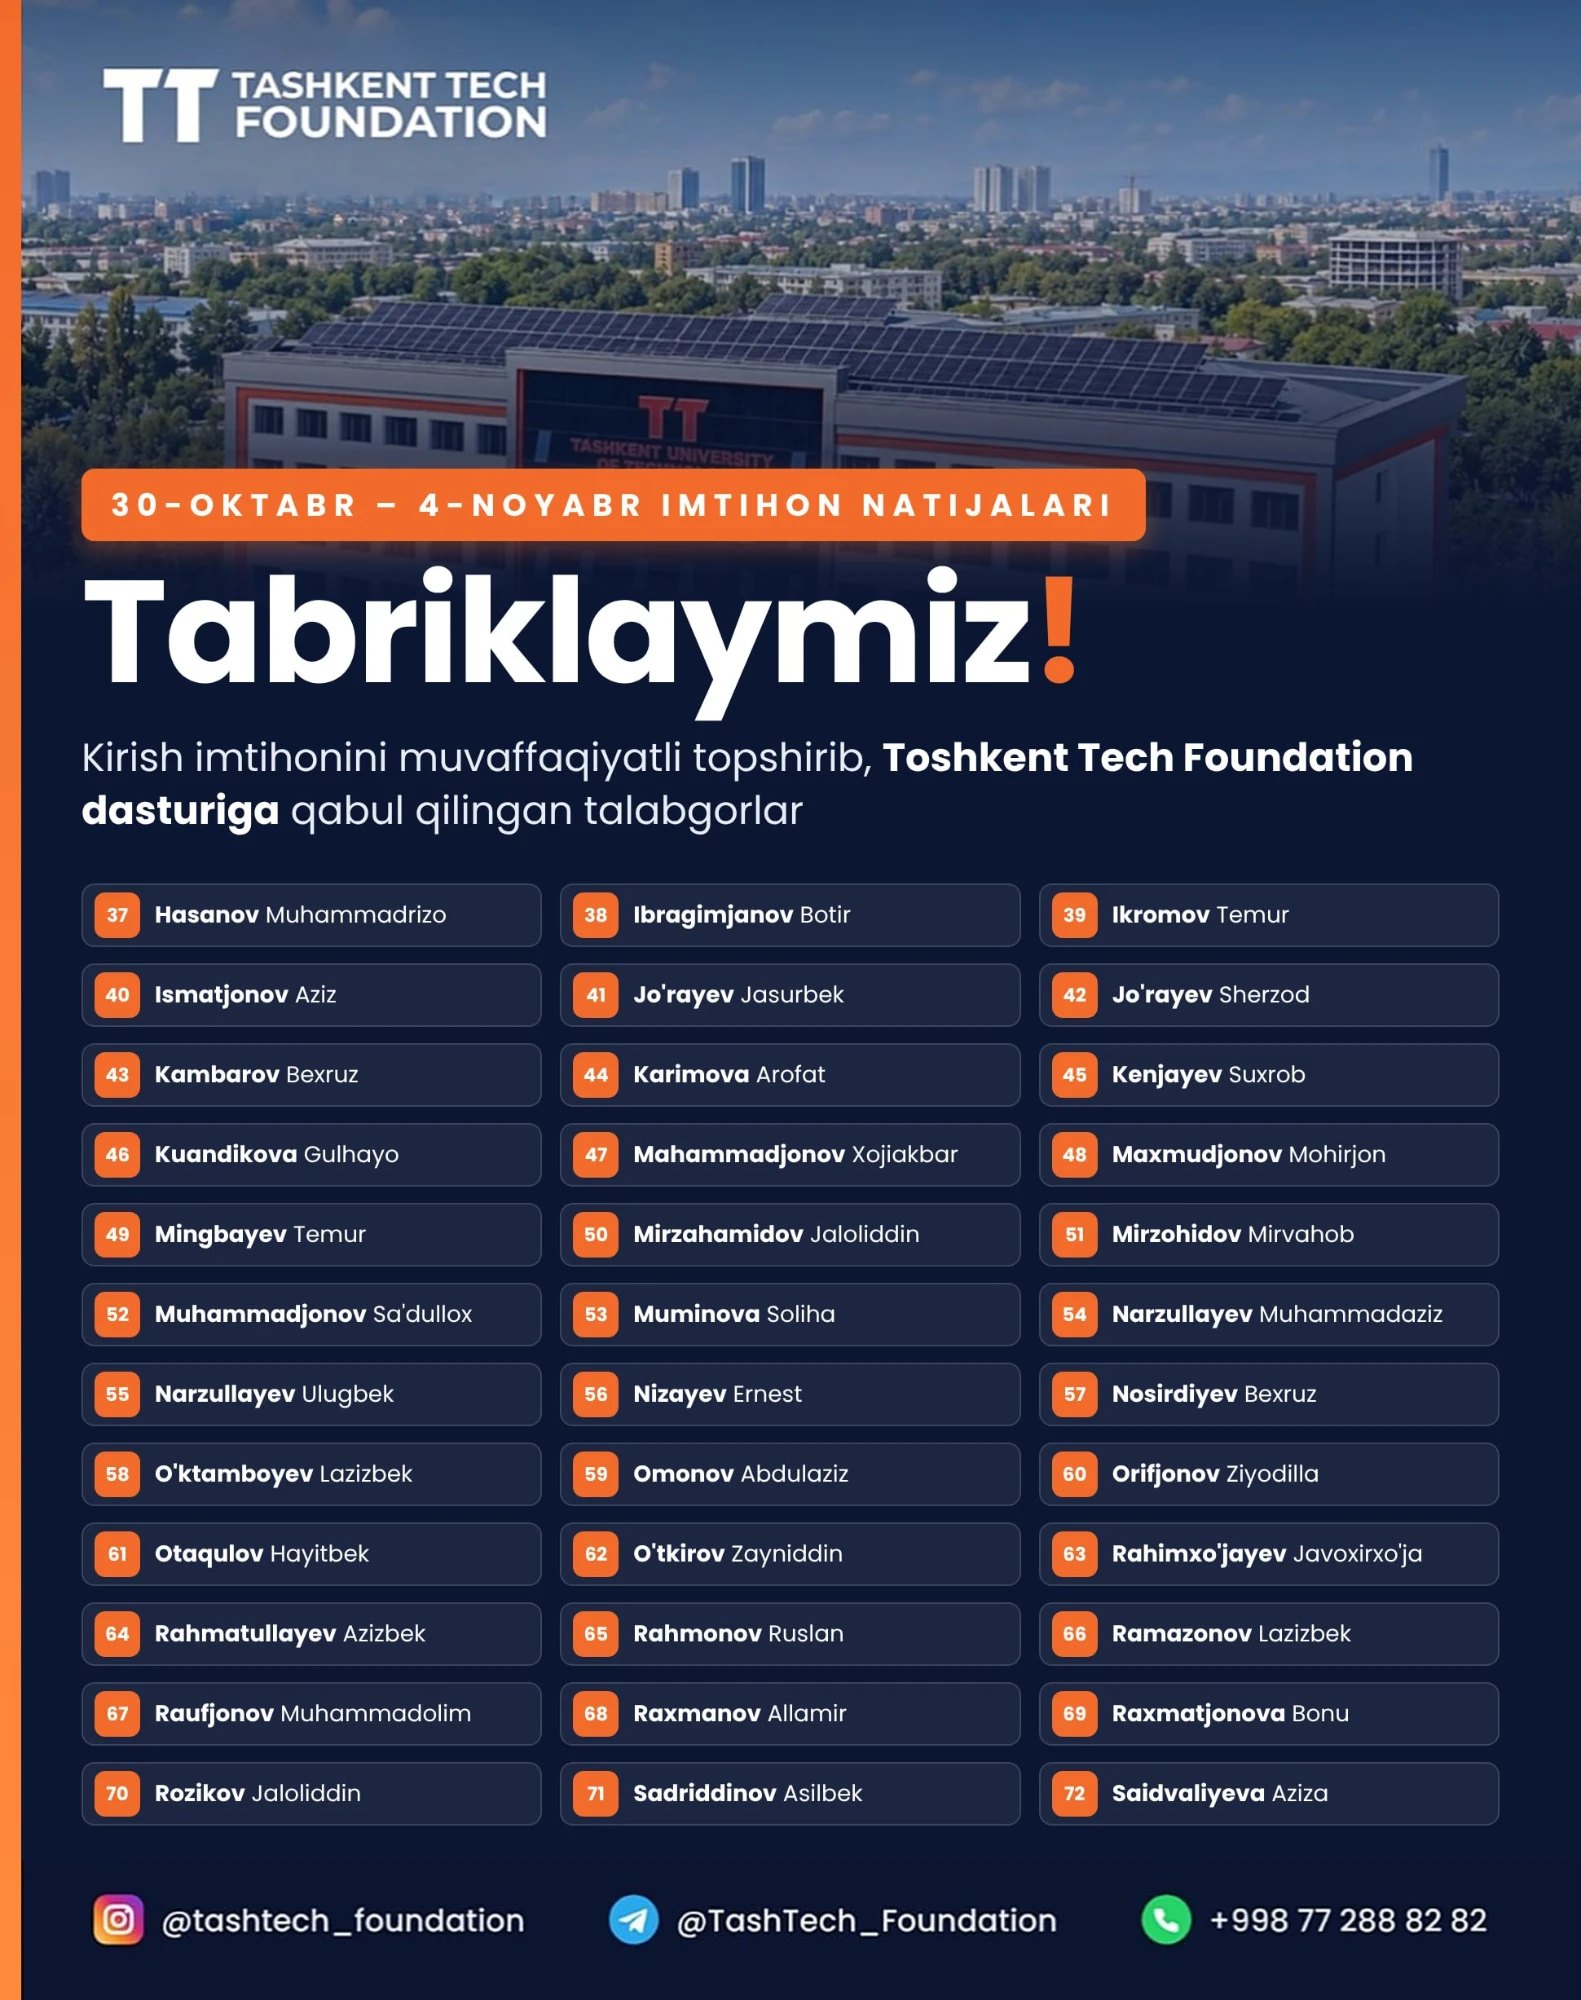 TT TASHKENT TECH
FOUNDATION
TT
TASHKENT UNIVERSITY
30-OKTABR – 4-NOYABR IMTIHON NATIJALARI
Tabriklaymiz!
Kirish imtihonini muvaffaqiyatli topshirib, Toshkent Tech Foundation
dasturiga qabul qilingan talabgorlar
37 Hasanov Muhammadrizo
38 Ibragimjanov Botir
39 Ikromov Temur
40 Ismatjonov Aziz
41 Jo'rayev Jasurbek
42 Jo'rayev Sherzod
43 Kambarov Bexruz
44 Karimova Arofat
45 Kenjayev Suxrob
46 Kuandikova Gulhayo
47 Mahammadjonov Xojiakbar
48 Maxmudjonov Mohirjon
49 Mingbayev Temur
50 Mirzahamidov Jaloliddin
51 Mirzohidov Mirvahob
52 Muhammadjonov Sa'dullox
53 Muminova Soliha
54 Narzullayev Muhammadaziz
55 Narzullayev Ulugbek
56 Nizayev Ernest
57 Nosirdiyev Bexruz
58 O'ktamboyev Lazizbek
59 Omonov Abdulaziz
60 Orifjonov Ziyodilla
61 Otaqulov Hayitbek
62 O'tkirov Zayniddin
63 Rahimxo'jayev Javoxirxo'ja
64 Rahmatullayev Azizbek
65 Rahmonov Ruslan
66 Ramazonov Lazizbek
67 Raufjonov Muhammadolim
68 Raxmanov Allamir
69 Raxmatjonova Bonu
70 Rozikov Jaloliddin
71 Sadriddinov Asilbek
72 Saidvaliyeva Aziza
@tashtech_foundation
@TashTech_Foundation
+998 77 288 82 82